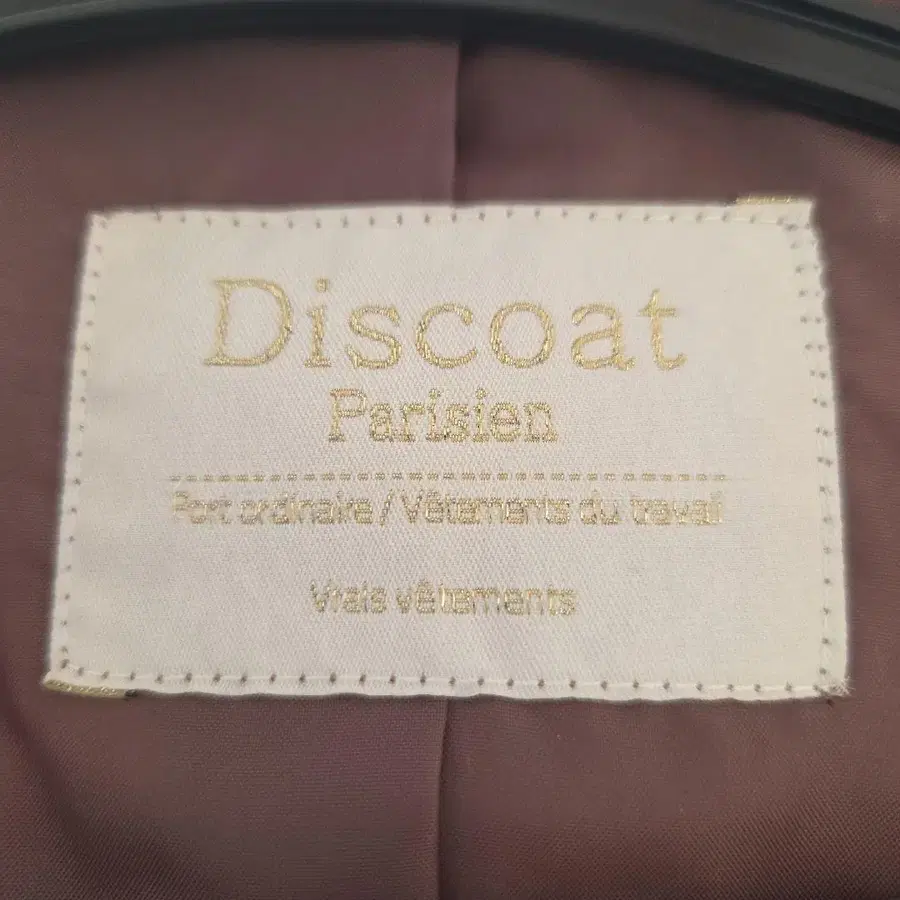 Discoat
Parisien
Port ordinaire / Vêtements du travail
Vrais vêtements